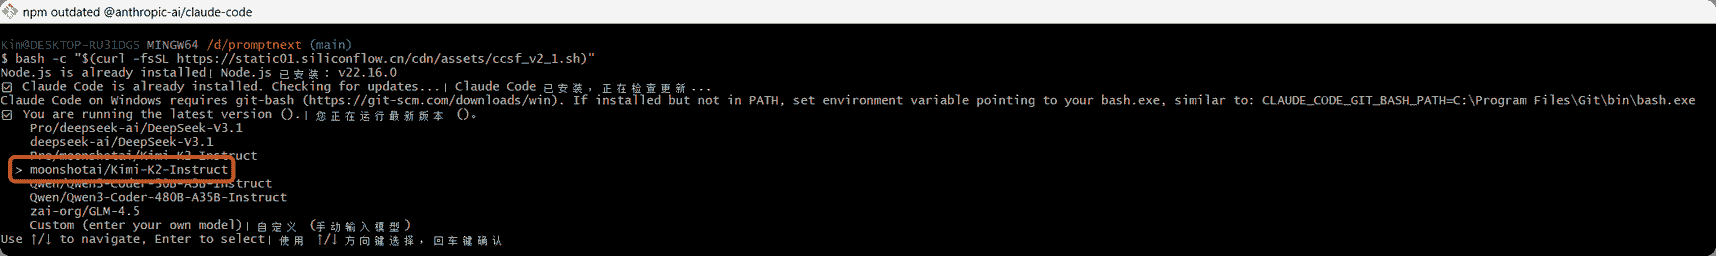 npm outdated @anthropic-ai/claude-code
Kim@DESKTOP-RU31DGS MINGW64 /d/promptnext (main)
$ bash -c "$(curl -fsSL https://static01.siliconflow.cn/cdn/assets/ccsf_v2_1.sh)"
Node.js is already installed| Node.js 已安装: v22.16.0
☑ Claude Code is already installed. Checking for updates...| Claude Code 已安装，正在检查更新...
Claude Code on Windows requires git-bash (https://git-scm.com/downloads/win). If installed but not in PATH, set environment variable pointing to your bash.exe, similar to: CLAUDE_CODE_GIT_BASH_PATH=C:\Program Files\Git\bin\bash.exe
☑ You are running the latest version ().| 您正在运行最新版本 ()。
Pro/deepseek-ai/DeepSeek-V3.1
deepseek-ai/DeepSeek-V3.1
Pro/moonshotai/Kimi-K2-Instruct
> moonshotai/Kimi-K2-Instruct
Qwen/Qwen3-Coder-30B-A3B-Instruct
Qwen/Qwen3-Coder-480B-A35B-Instruct
zai-org/GLM-4.5
Custom (enter your own model)| 自定义 (手动输入模型)
Use ↑/↓ to navigate, Enter to select| 使用 ↑/↓ 方向键选择，回车键确认